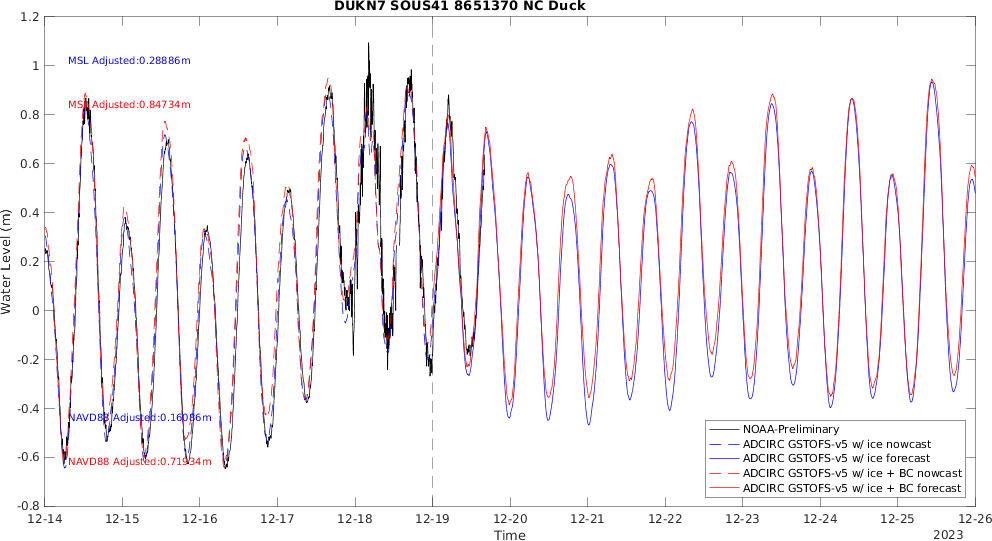 DUKN7 SOUS41 8651370 NC Duck
1.2
1
0.8
0.6
0.4
0.2
0
-0.2
-0.4
-0.6
-0.8
Water Level (m)
MSL Adjusted:0.28886m
MSL Adjusted:0.84734m
NAVD88 Adjusted:0.16086m
NAVD88 Adjusted:0.71934m
NOAA-Preliminary
ADCIRC GSTOFS-v5 w/ ice nowcast
ADCIRC GSTOFS-v5 w/ ice forecast
ADCIRC GSTOFS-v5 w/ ice + BC nowcast
ADCIRC GSTOFS-v5 w/ ice + BC forecast
12-14 12-15 12-16 12-17 12-18 12-19 12-20 12-21 12-22 12-23 12-24 12-25 12-26
Time
2023